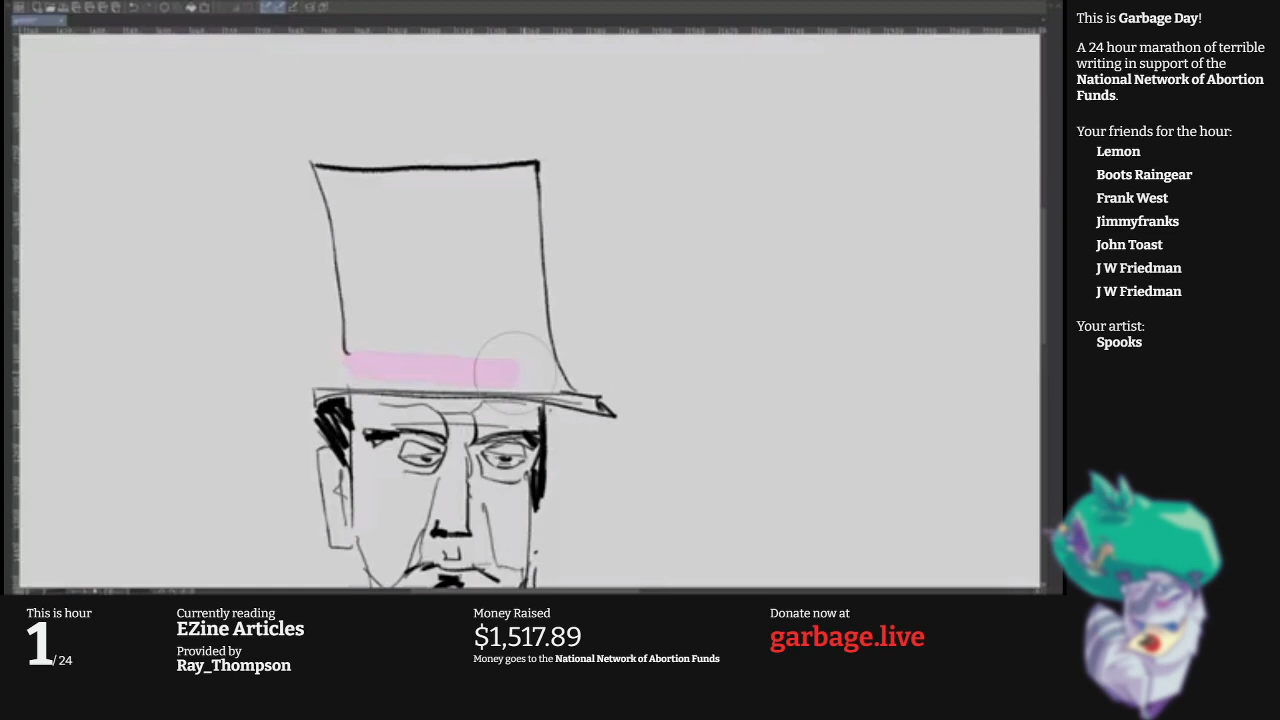 This is Garbage Day!
A 24 hour marathon of terrible
writing in support of the
National Network of Abortion
Funds.
Your friends for the hour:
Lemon
Boots Raingear
Frank West
Jimmyfranks
John Toast
J W Friedman
J W Friedman
Your artist:
Spooks
This is hour
1 / 24
Currently reading
EZine Articles
Provided by
Ray_Thompson
Money Raised
$1,517.89
Money goes to the National Network of Abortion Funds
Donate now at
garbage.live